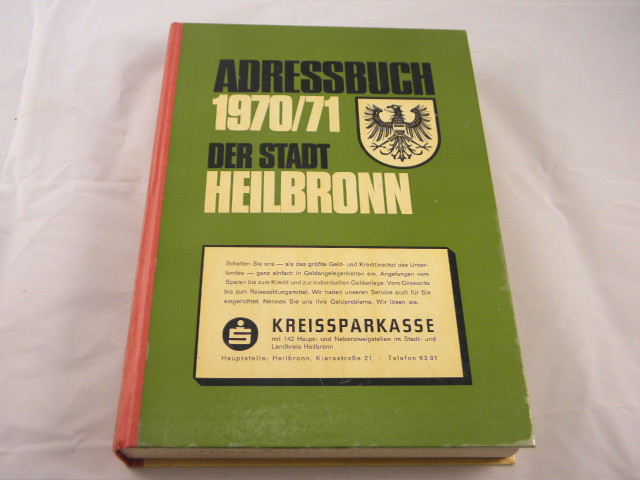 ADRESSBUCH
1970/71
DER STADT
HEILBRONN
Schalten Sie uns — als das größte Geld- und Kreditinstitut des Unter-
landes — ganz einfach in Geldangelegenheiten ein. Angefangen vom
Sparen bis zum Kredit und zur individuellen Geldanlage. Vom Girokonto
bis zum Reisezahlungsmittel. Wir haben unseren Service auch für Sie
eingerichtet. Nennen Sie uns Ihre Geldprobleme. Wir lösen sie.
KREISSPARKASSE
mit 142 Haupt- und Nebenzweigstellen im Stadt- und
Landkreis Heilbronn
Hauptstelle: Heilbronn, Klarastraße 21 · Telefon 6381